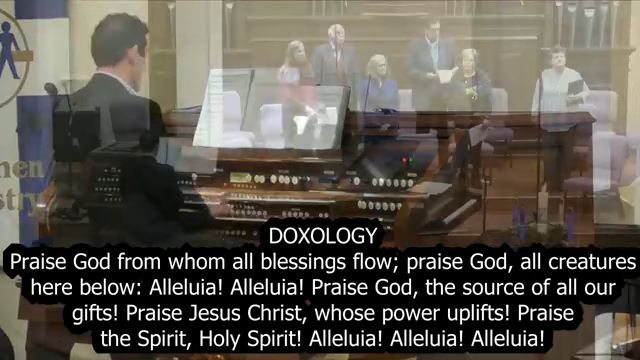 men
stry
DOXOLOGY
Praise God from whom all blessings flow; praise God, all creatures
here below: Alleluia! Alleluia! Praise God, the source of all our
gifts! Praise Jesus Christ, whose power uplifts! Praise
the Spirit, Holy Spirit! Alleluia! Alleluia! Alleluia!